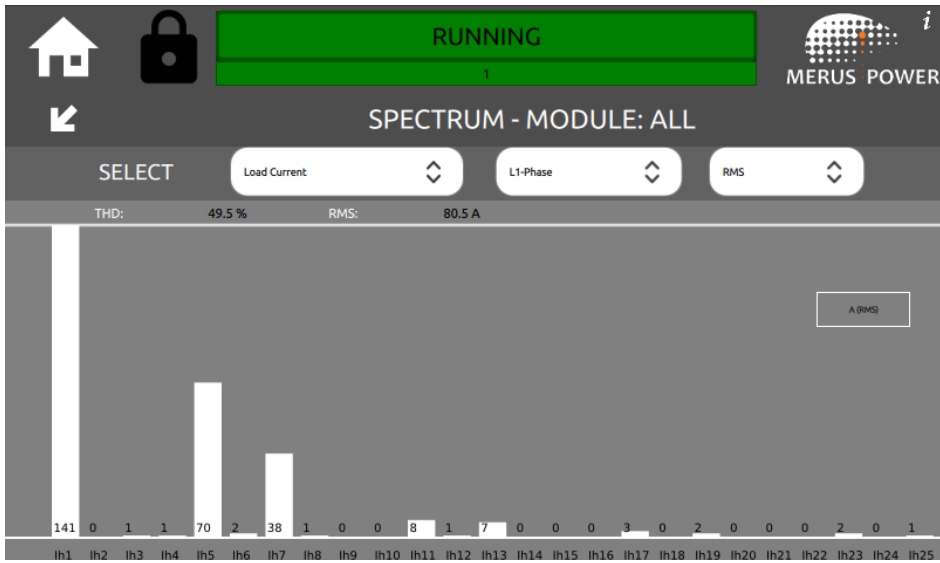 RUNNING
i
1
MERUS POWER
SPECTRUM - MODULE: ALL
SELECT Load Current L1-Phase RMS
THD: 49.5 % RMS: 80.5 A
A (RMS)
141 0 1 1 70 2 38 1 0 0 8 1 7 0 0 0 3 0 2 0 0 0 2 0 1
Ih1 Ih2 Ih3 Ih4 Ih5 Ih6 Ih7 Ih8 Ih9 Ih10 Ih11 Ih12 Ih13 Ih14 Ih15 Ih16 Ih17 Ih18 Ih19 Ih20 Ih21 Ih22 Ih23 Ih24 Ih25